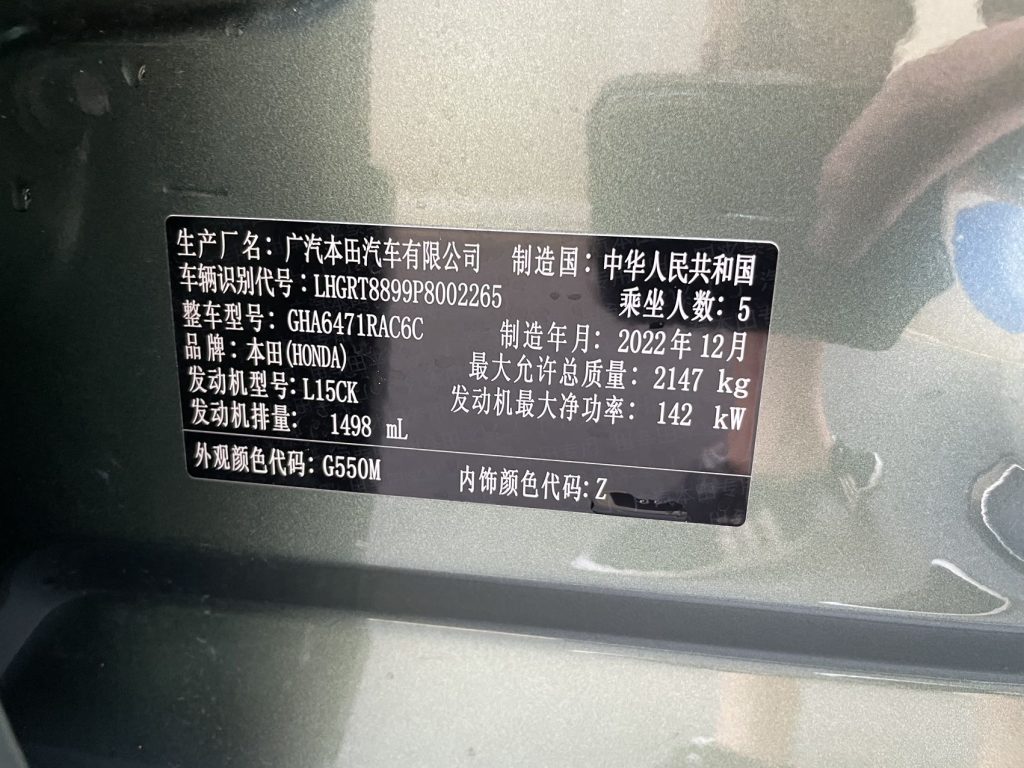 生产厂名：广汽本田汽车有限公司 制造国：中华人民共和国
车辆识别代号：LHGRT8899P8002265 乘坐人数：5
整车型号：GHA6471RAC6C 制造年月：2022年12月
品牌：本田(HONDA) 最大允许总质量：2147 kg
发动机型号：L15CK 发动机最大净功率：142 kW
发动机排量：1498 mL
外观颜色代码：G550M 内饰颜色代码：Z